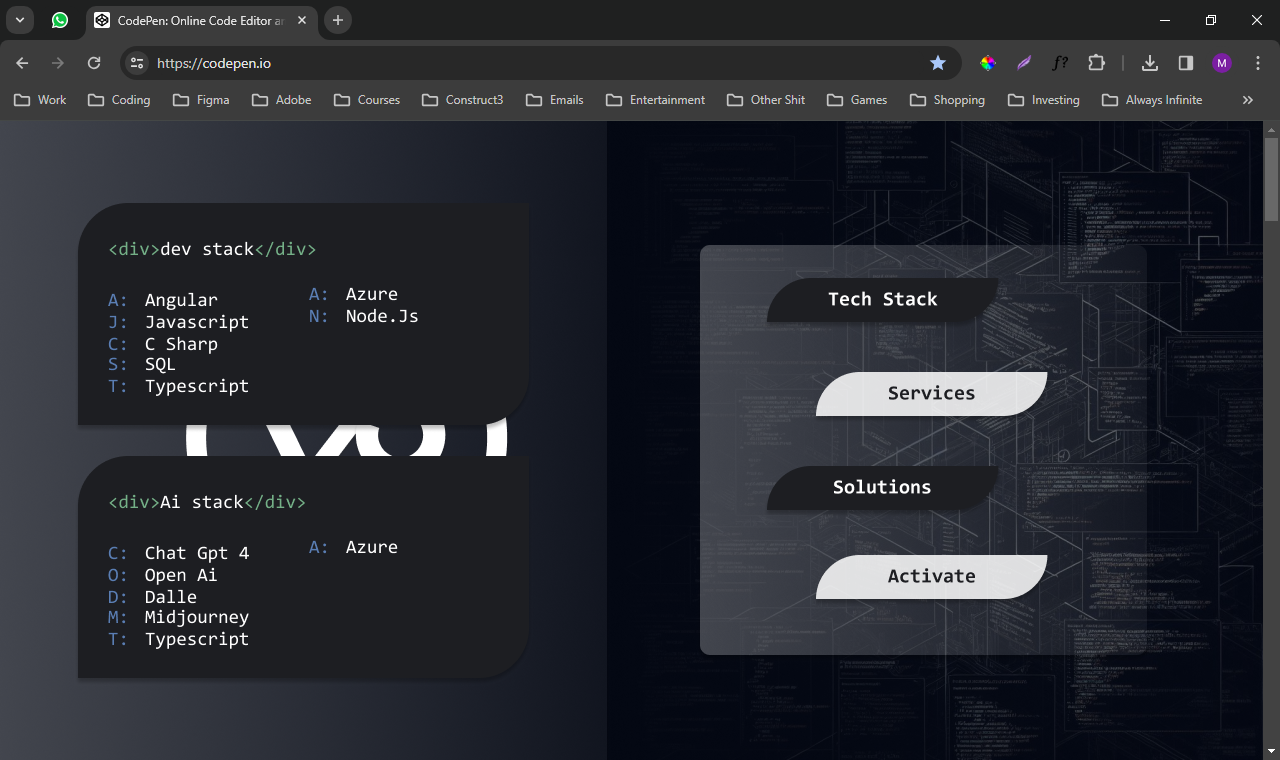 CodePen: Online Code Editor an
https://codepen.io
f?
M
Work
Coding
Figma
Adobe
Courses
Construct3
Emails
Entertainment
Other Shit
Games
Shopping
Investing
Always Infinite
<div>dev stack</div>
A: Angular
J: Javascript
C: C Sharp
S: SQL
T: Typescript
A: Azure
N: Node.Js
<div>Ai stack</div>
C: Chat Gpt 4
O: Open Ai
D: Dalle
M: Midjourney
T: Typescript
A: Azure
Tech Stack
Services
Solutions
Activate